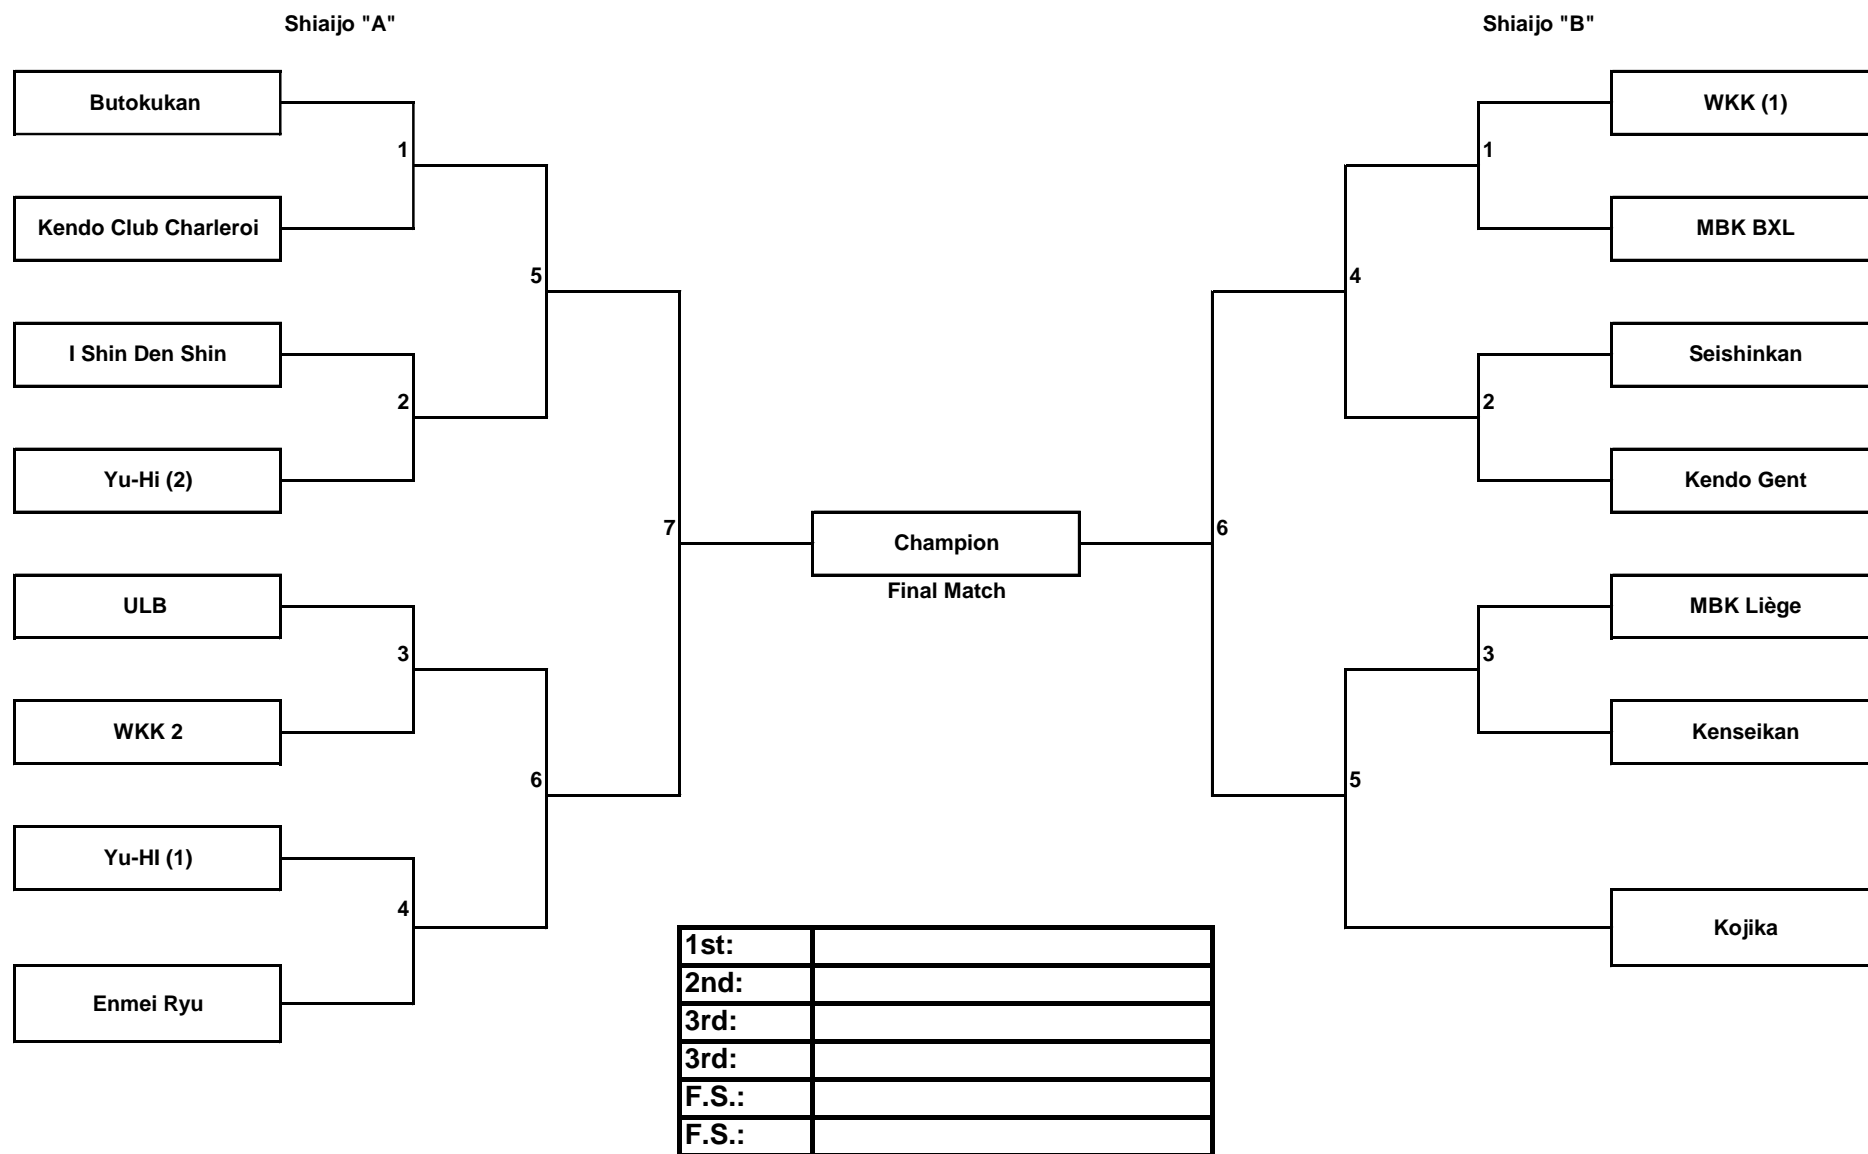 Shiaijo "A"
Shiaijo "B"
Butokukan
WKK (1)
1
1
Kendo Club Charleroi
MBK BXL
5
4
I Shin Den Shin
Seishinkan
2
2
Yu-Hi (2)
Kendo Gent
7
6
Champion
Final Match
ULB
MBK Liège
3
3
WKK 2
Kenseikan
6
5
Yu-HI (1)
4
Kojika
Enmei Ryu
1st:
2nd:
3rd:
3rd:
F.S.:
F.S.: